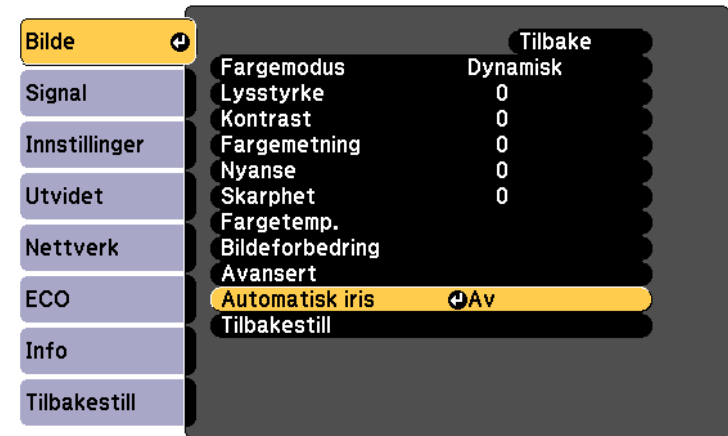 Bilde
Signal
Innstillinger
Utvidet
Nettverk
ECO
Info
Tilbakestill
Tilbake
Fargemodus Dynamisk
Lysstyrke 0
Kontrast 0
Fargemetning 0
Nyanse 0
Skarphet 0
Fargetemp.
Bildeforbedring
Avansert
Automatisk iris Av
Tilbakestill